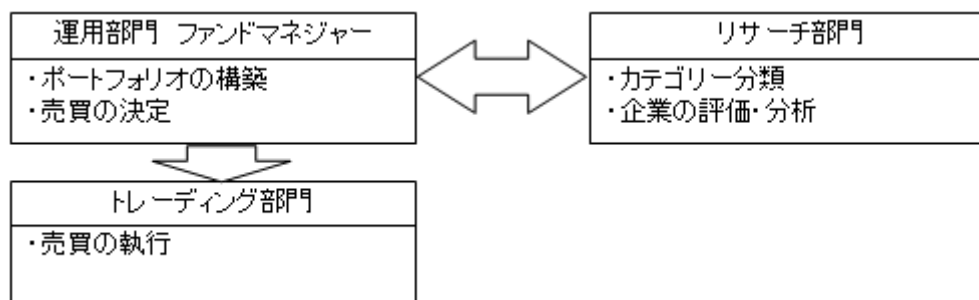 運用部門 ファンドマネジャー
・ポートフォリオの構築
・売買の決定
リサーチ部門
・カテゴリー分類
・企業の評価・分析
トレーディング部門
・売買の執行